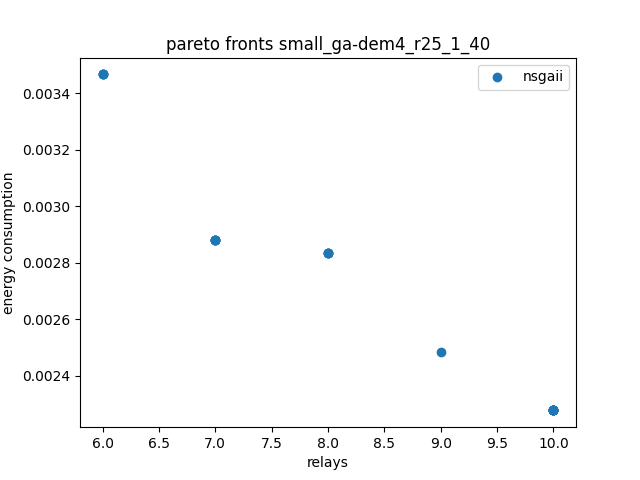 pareto fronts small_ga-dem4_r25_1_40
nsgaii
0.0034
0.0032
0.0030
0.0028
0.0026
0.0024
energy consumption
6.0 6.5 7.0 7.5 8.0 8.5 9.0 9.5 10.0
relays